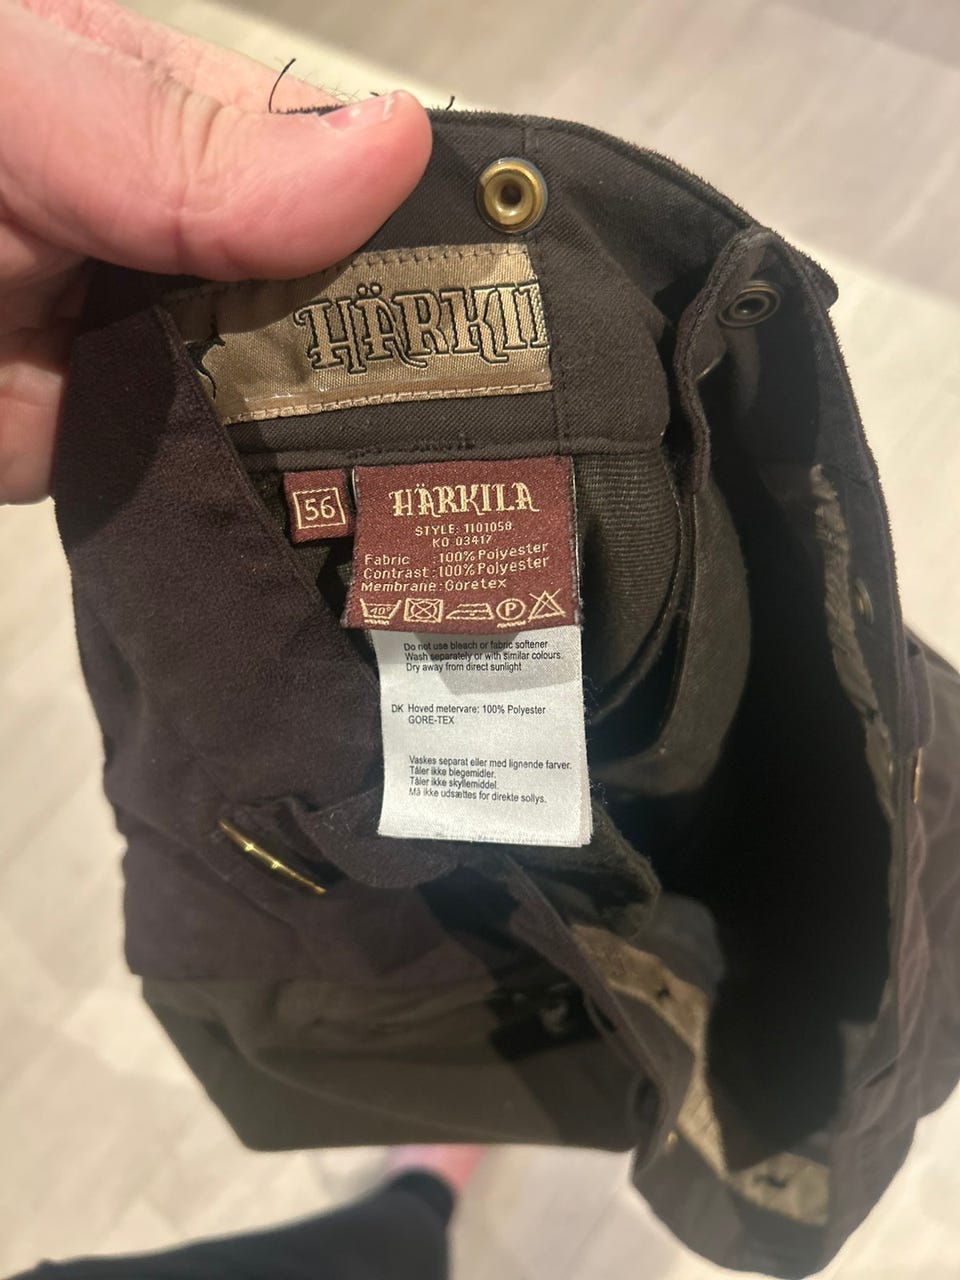 HÄRKIL
56
HÄRKILA
STYLE: 1101058
KO 03417
Fabric :100% Polyester
Contrast:100% Polyester
Membrane:Goretex
40°
P
Do not use bleach or fabric softener
Wash separately or with similar colours.
Dry away from direct sunlight
DK Hoved metervare: 100% Polyester
GORE-TEX
Vaskes separat eller med lignende farver.
Tåler ikke blegemidler.
Tåler ikke skyllemiddel.
Må ikke udsættes for direkte sollys.